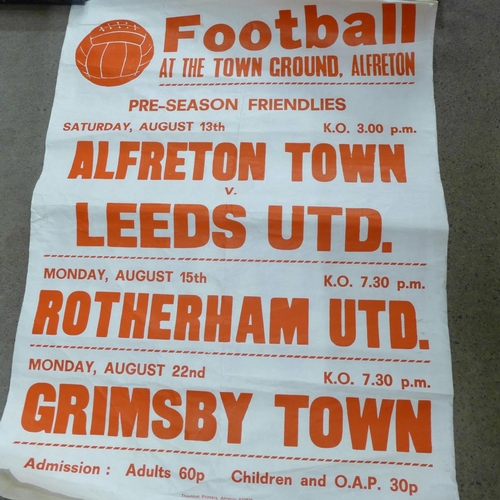 Football
AT THE TOWN GROUND, ALFRETON
PRE-SEASON FRIENDLIES
SATURDAY, AUGUST 13th K.O. 3.00 p.m.
ALFRETON TOWN
v.
LEEDS UTD.
MONDAY, AUGUST 15th K.O. 7.30 p.m.
ROTHERHAM UTD.
MONDAY, AUGUST 22nd K.O. 7.30 p.m.
GRIMSBY TOWN
Admission : Adults 60p Children and O.A.P. 30p